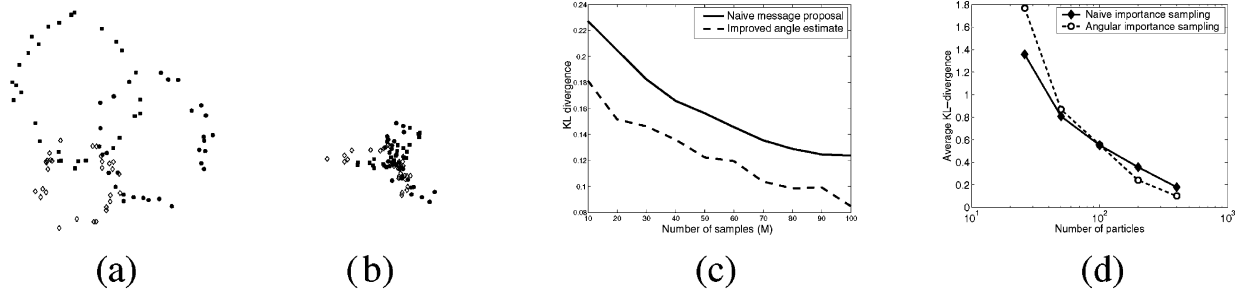 0.24
0.22
0.2
0.18
0.16
0.14
0.12
0.1
0.08
KL divergence
Naive message proposal
Improved angle estimate
10 20 30 40 50 60 70 80 90 100
Number of samples (M)
1.8
1.6
1.4
1.2
1
0.8
0.6
0.4
0.2
0
Average KL-divergence
Naive importance sampling
Angular importance sampling
10^1 10^2 10^3
Number of particles
(a) (b) (c) (d)